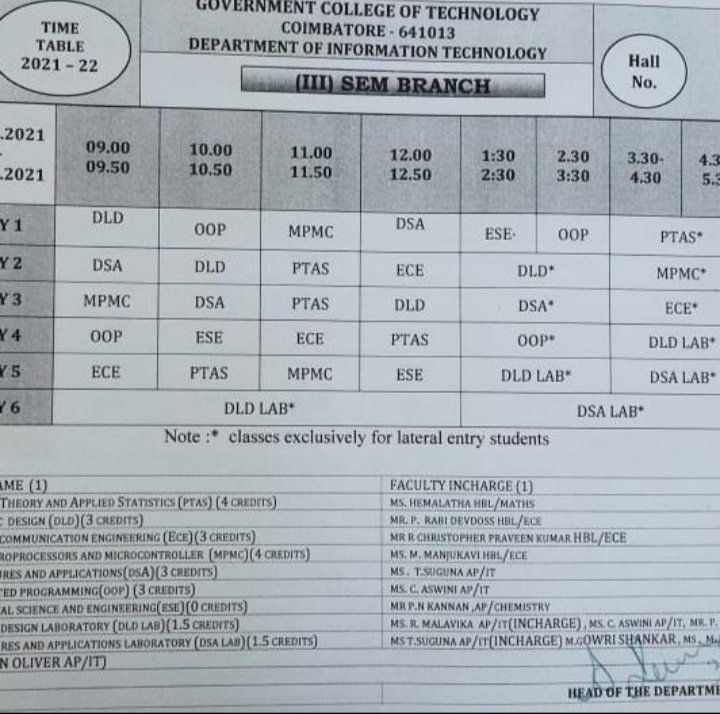 GOVERNMENT COLLEGE OF TECHNOLOGY
COIMBATORE - 641013
DEPARTMENT OF INFORMATION TECHNOLOGY
TIME
TABLE
2021 – 22
(III) SEM BRANCH
Hall
No.
.2021
-
.2021
09.00 10.00 11.00 12.00 1:30 2.30 3.30-
09.50 10.50 11.50 12.50 2:30 3:30 4.30
Y 1 DLD OOP MPMC DSA ESE- OOP PTAS*
Y 2 DSA DLD PTAS ECE DLD* MPMC*
Y 3 MPMC DSA PTAS DLD DSA* ECE*
Y 4 OOP ESE ECE PTAS OOP* DLD LAB*
Y 5 ECE PTAS MPMC ESE DLD LAB* DSA LAB*
Y 6 DLD LAB* DSA LAB*
Note :* classes exclusively for lateral entry students
AME (1) FACULTY INCHARGE (1)
THEORY AND APPLIED STATISTICS (PTAS) (4 CREDITS) MS. HEMALATHA HBL/MATHS
DESIGN (DLD)(3 CREDITS) MR. P. RABI DEVDOSS HBL/ECE
COMMUNICATION ENGINEERING (ECE)(3 CREDITS) MR R CHRISTOPHER PRAVEEN KUMAR HBL/ECE
ROPROCESSORS AND MICROCONTROLLER (MPMC)(4 CREDITS) MS. M. MANJUKAVI HBL/ECE
RES AND APPLICATIONS(DSA)(3 CREDITS) MS. T.SUGUNA AP/IT
TED PROGRAMMING(OOP) (3 CREDITS) MS. C. ASWINI AP/IT
AL SCIENCE AND ENGINEERING(ESE)(0 CREDITS) MR P.N KANNAN ,AP/CHEMISTRY
DESIGN LABORATORY (DLD LAB)(1.5 CREDITS) MS. R. MALAVIKA AP/IT(INCHARGE) , MS. C. ASWINI AP/IT, MR. P.
RES AND APPLICATIONS LABORATORY (DSA LAB)(1.5 CREDITS) MS T.SUGUNA AP/IT(INCHARGE) M.GOWRI SHANKAR, MS.
N OLIVER AP/IT)
HEAD OF THE DEPARTME